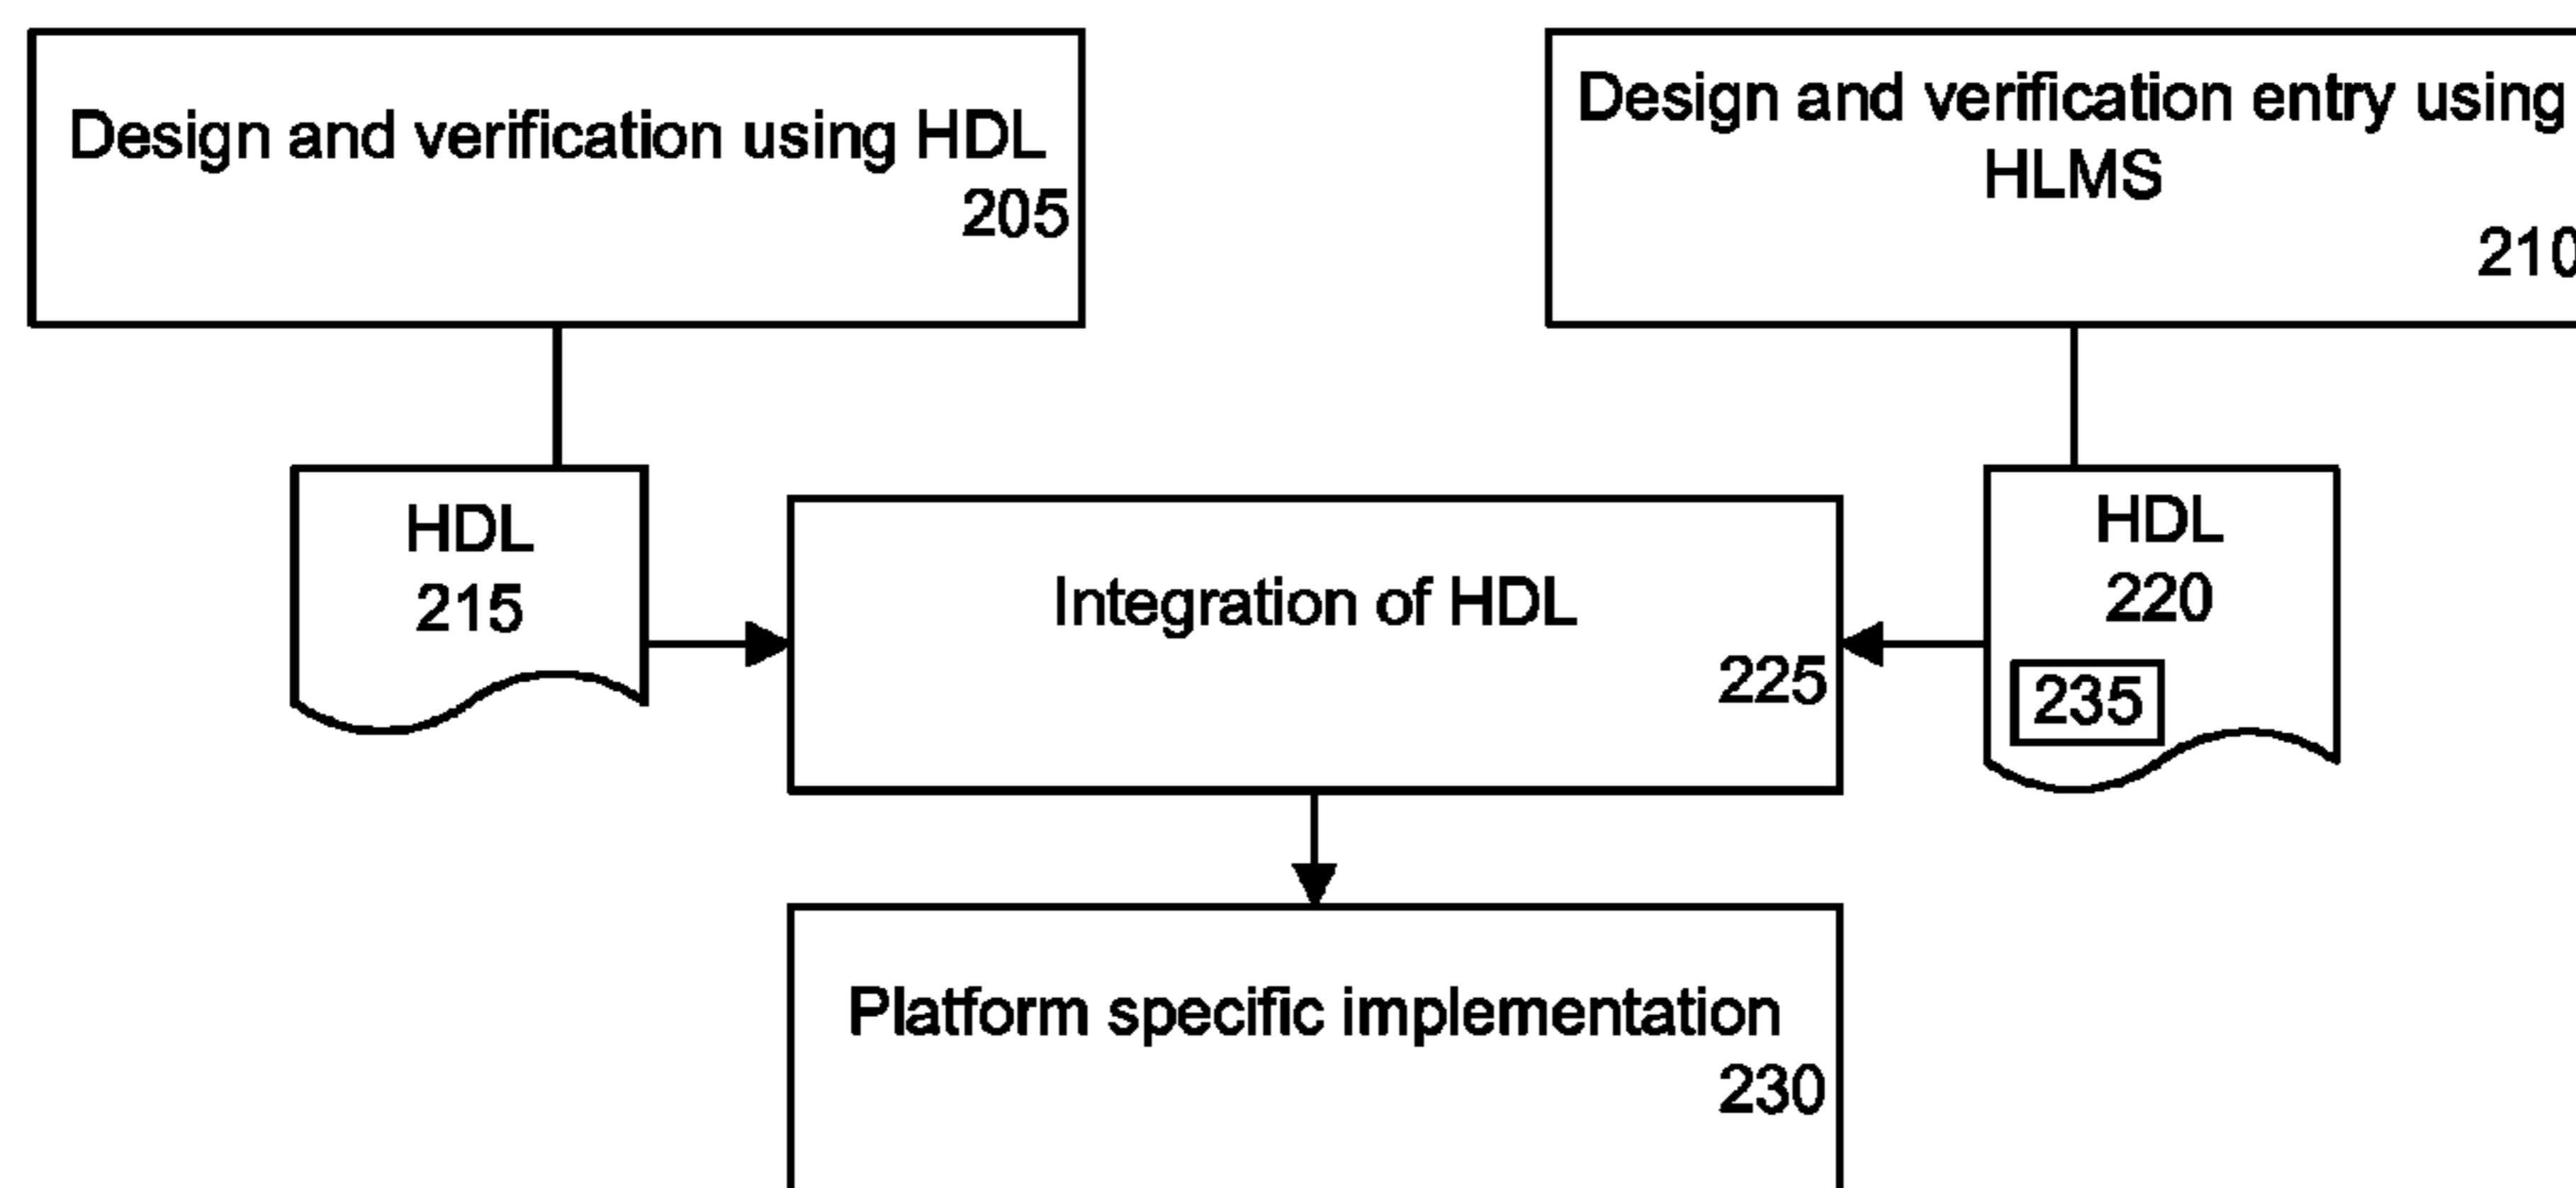 Design and verification using HDL
205
Design and verification entry using
HLMS
210
HDL
215
Integration of HDL
225
HDL
220
235
Platform specific implementation
230